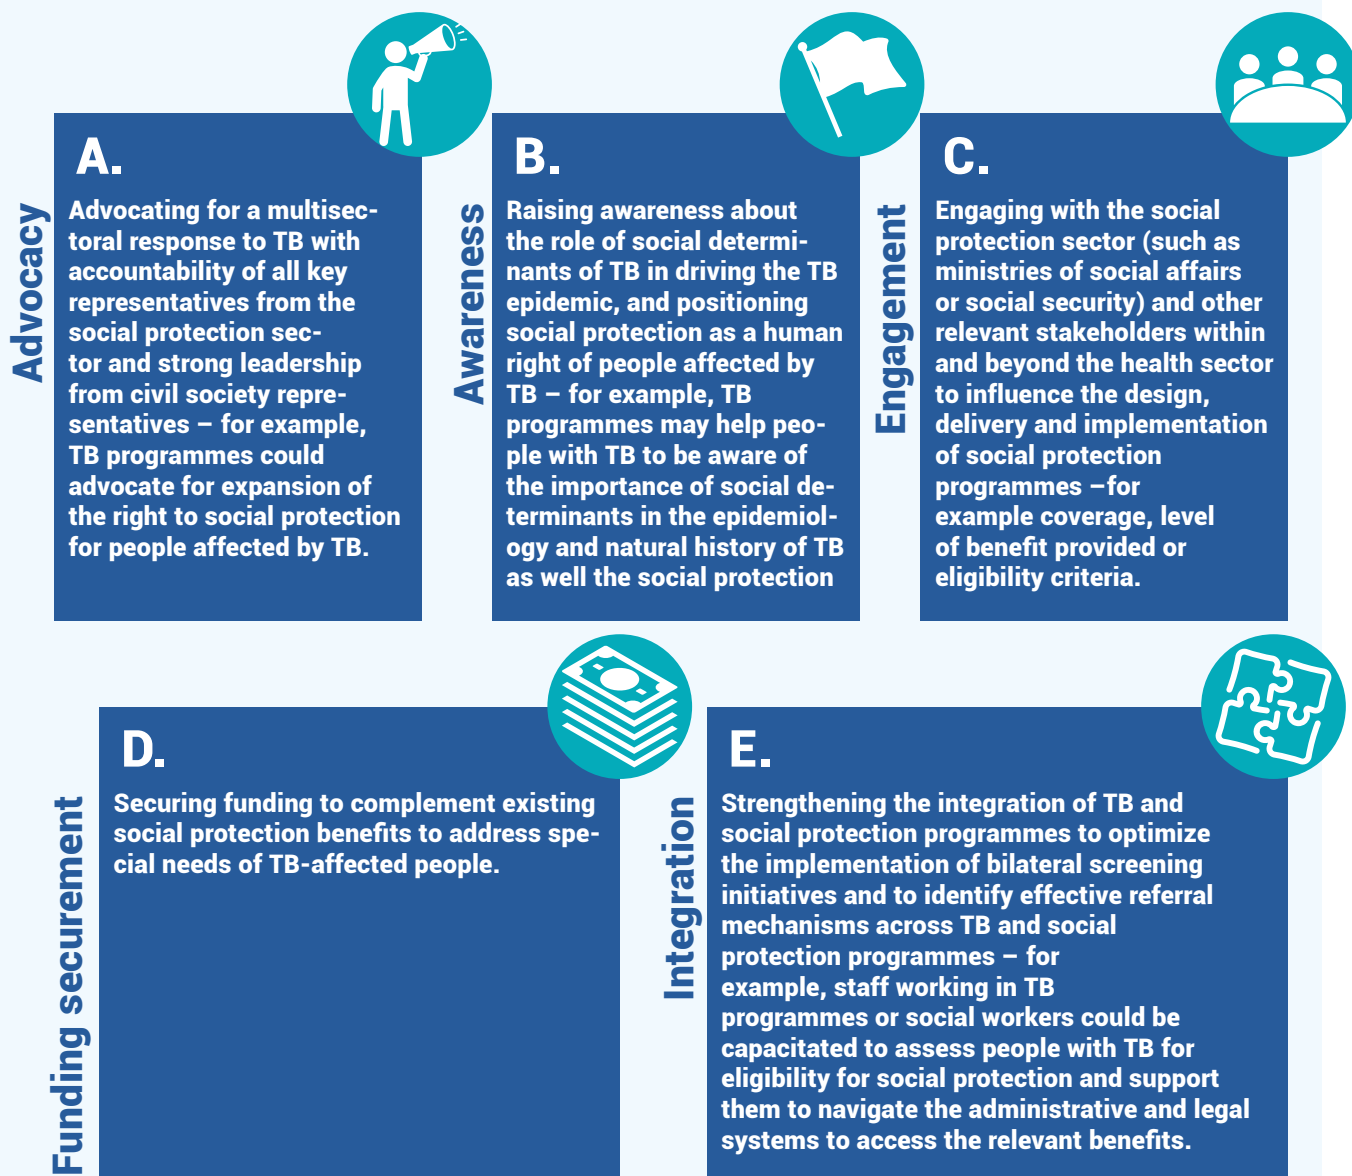 Advocacy
A.
Advocating for a multisec-
toral response to TB with
accountability of all key
representatives from the
social protection sec-
tor and strong leadership
from civil society repre-
sentatives – for example,
TB programmes could
advocate for expansion of
the right to social protection
for people affected by TB.
Awareness
B.
Raising awareness about
the role of social determi-
nants of TB in driving the TB
epidemic, and positioning
social protection as a human
right of people affected by
TB – for example, TB
programmes may help peo-
ple with TB to be aware of
the importance of social de-
terminants in the epidemiol-
ogy and natural history of TB
as well the social protection
Engagement
C.
Engaging with the social
protection sector (such as
ministries of social affairs
or social security) and other
relevant stakeholders within
and beyond the health sector
to influence the design,
delivery and implementation
of social protection
programmes –for
example coverage, level
of benefit provided or
eligibility criteria.
Funding securement
D.
Securing funding to complement existing
social protection benefits to address spe-
cial needs of TB-affected people.
Integration
E.
Strengthening the integration of TB and
social protection programmes to optimize
the implementation of bilateral screening
initiatives and to identify effective referral
mechanisms across TB and social
protection programmes – for
example, staff working in TB
programmes or social workers could be
capacitated to assess people with TB for
eligibility for social protection and support
them to navigate the administrative and legal
systems to access the relevant benefits.